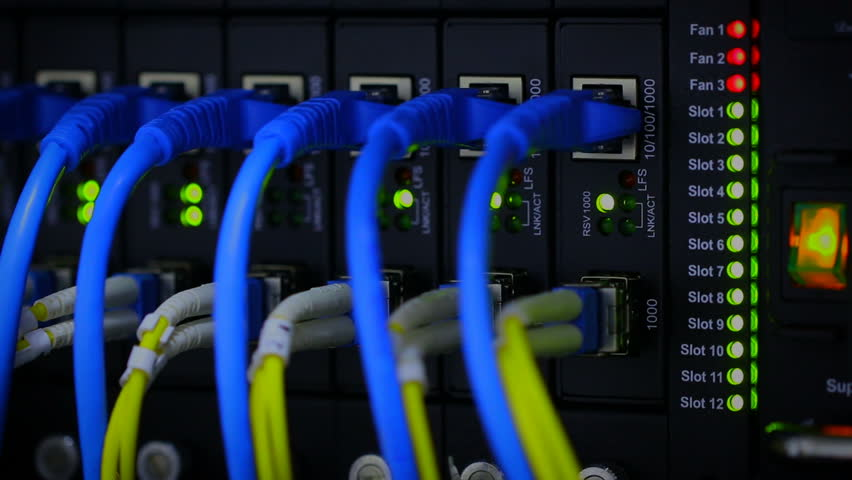 Fan 1
Fan 2
Fan 3
Slot 1
Slot 2
Slot 3
Slot 4
Slot 5
Slot 6
Slot 7
Slot 8
Slot 9
Slot 10
Slot 11
Slot 12
10/100/1000
LFS
RSV1000
LNK/ACT
1000
LFS
LNK/ACT
LFS
LNK/ACT
Sup